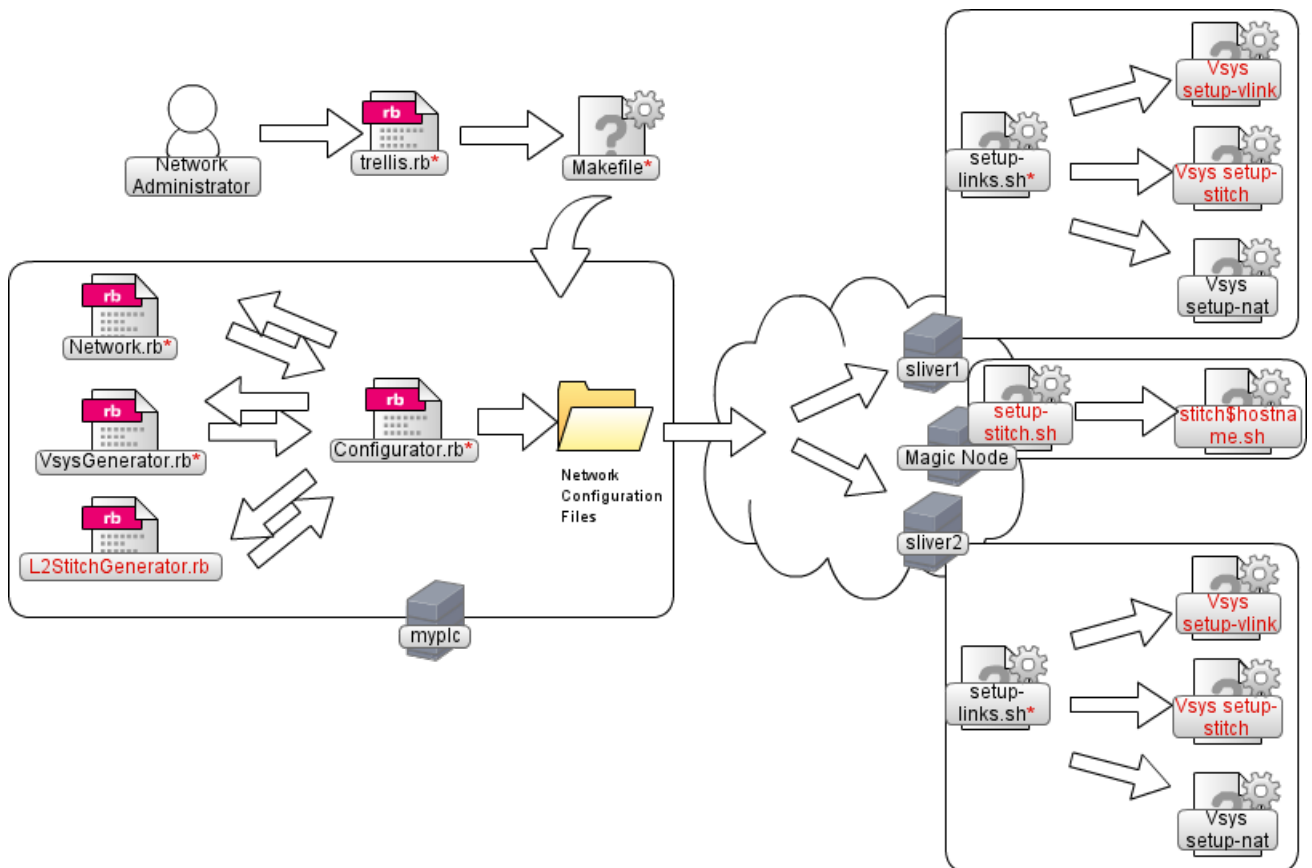 Vsys
setup-vlink
rb
trellis.rb*
?
Makefile*
Network
Administrator
setup-
links.sh*
Vsys setup-
stitch
Vsys
setup-nat
rb
Network.rb*
rb
VsysGenerator.rb*
rb
Configurator.rb*
rb
L2StitchGenerator.rb
Network
Configuration
Files
myplc
sliver1
setup-
stitch.sh
stitch$hostna
me.sh
Magic Node
sliver2
Vsys
setup-vlink
setup-
links.sh*
Vsys setup-
stitch
Vsys
setup-nat